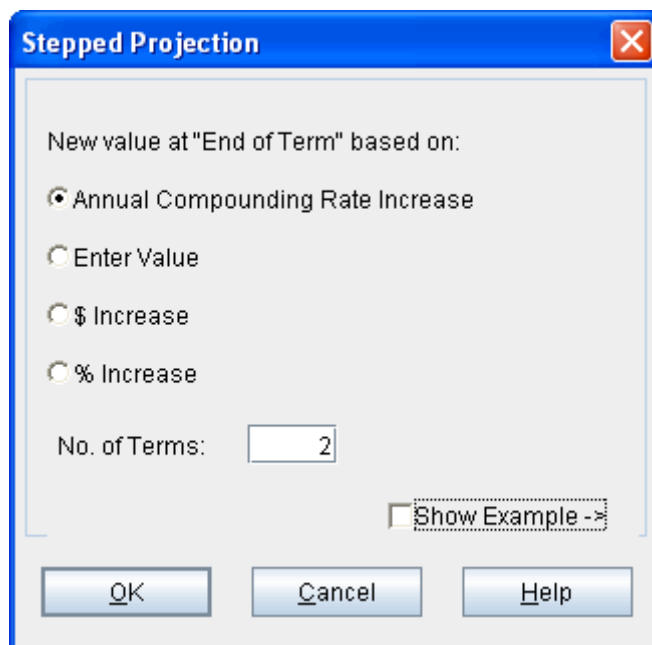 Stepped Projection
New value at "End of Term" based on:
Annual Compounding Rate Increase
Enter Value
$ Increase
% Increase
No. of Terms: 2
Show Example ->
OK Cancel Help